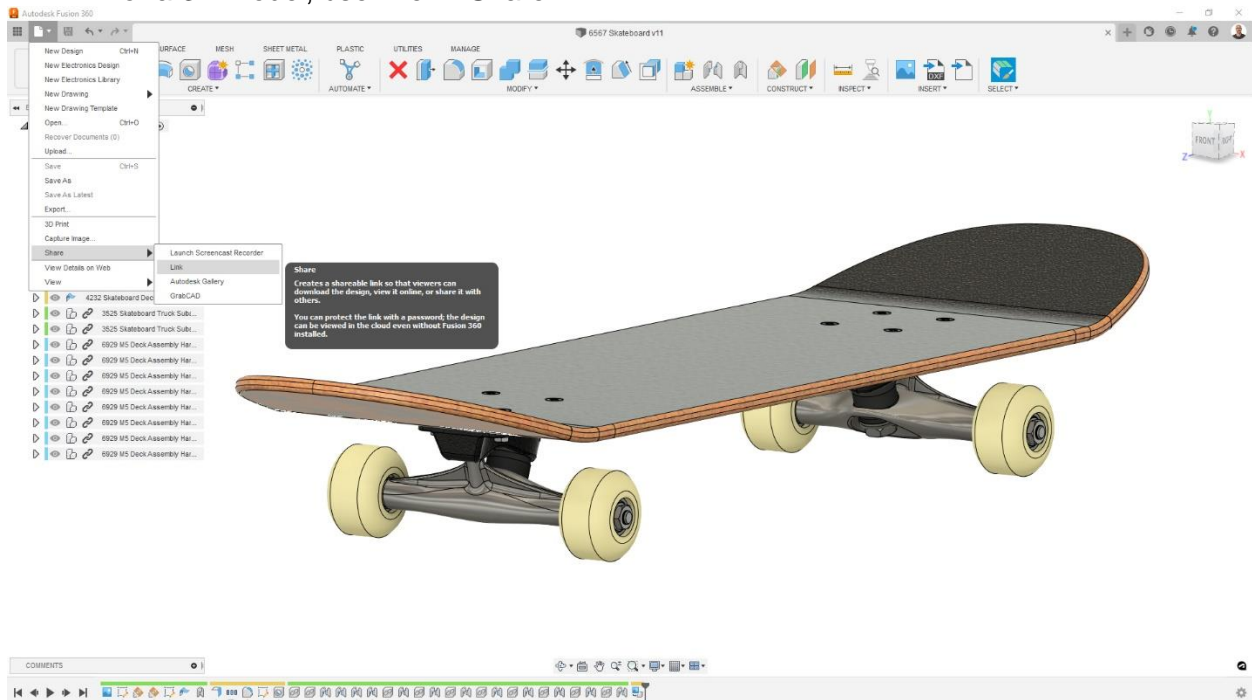 Autodesk Fusion 360
6567 Skateboard v11
SURFACE MESH SHEET METAL PLASTIC UTILITIES MANAGE
CREATE AUTOMATE MODIFY ASSEMBLE CONSTRUCT INSPECT INSERT SELECT
DXF
New Design Ctrl+N
New Electronics Design
New Electronics Library
New Drawing
New Drawing Template
Open... Ctrl+O
Recover Documents (0)
Upload...
Save Ctrl+S
Save As
Save As Latest
Export...
3D Print
Capture Image...
Share
View Details on Web
View
Launch Screencast Recorder
Link
Autodesk Gallery
GrabCAD
Share
Creates a shareable link so that viewers can
download the design, view it online, or share it with
others.
You can protect the link with a password; the design
can be viewed in the cloud even without Fusion 360
installed.
4232 Skateboard Dec
3525 Skateboard Truck Sub...
3525 Skateboard Truck Sub...
6929 M5 Deck Assembly Har...
6929 M5 Deck Assembly Har...
6929 M5 Deck Assembly Har...
6929 M5 Deck Assembly Har...
6929 M5 Deck Assembly Har...
6929 M5 Deck Assembly Har...
6929 M5 Deck Assembly Har...
6929 M5 Deck Assembly Har...
Y
FRONT
Z X
COMMENTS